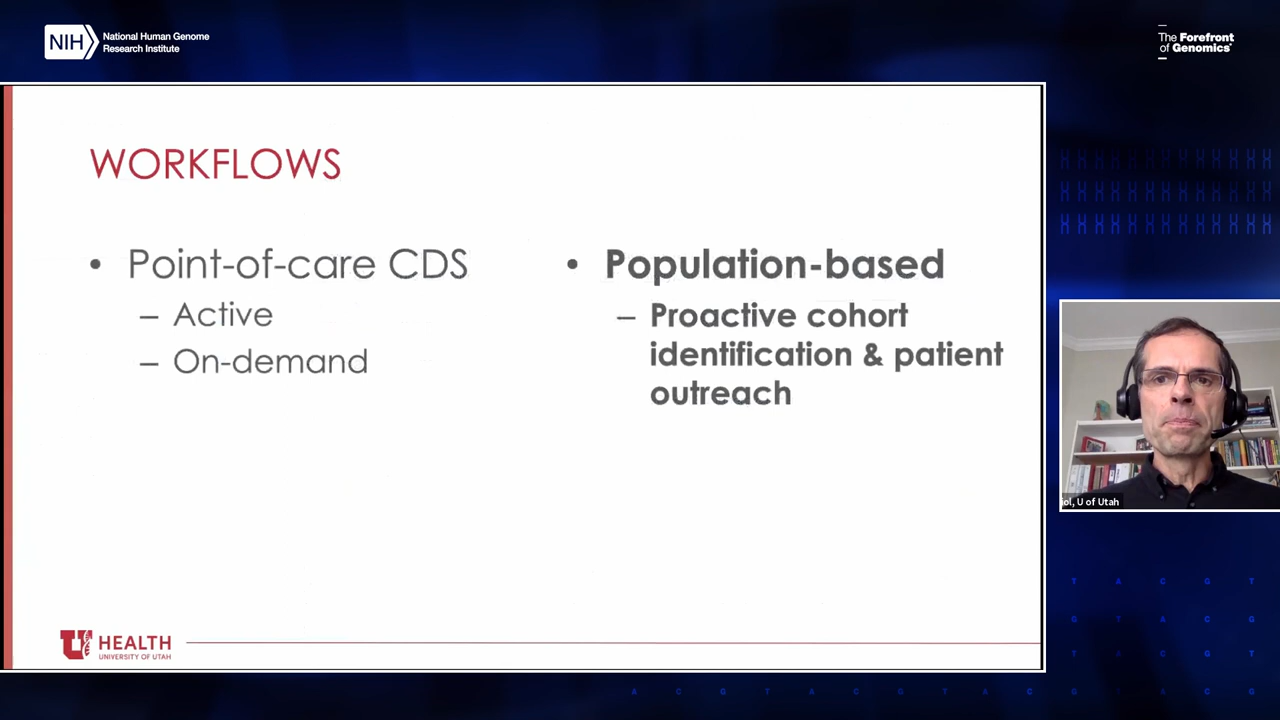 NIH
National Human Genome
Research Institute
The Forefront
of Genomics®
WORKFLOWS
• Point-of-care CDS
– Active
– On-demand
• Population-based
– Proactive cohort
identification & patient
outreach
U of Utah
U HEALTH
UNIVERSITY OF UTAH
T A C G T
G T A C G
T A C G T
A C G T A C G T A C G T A C G